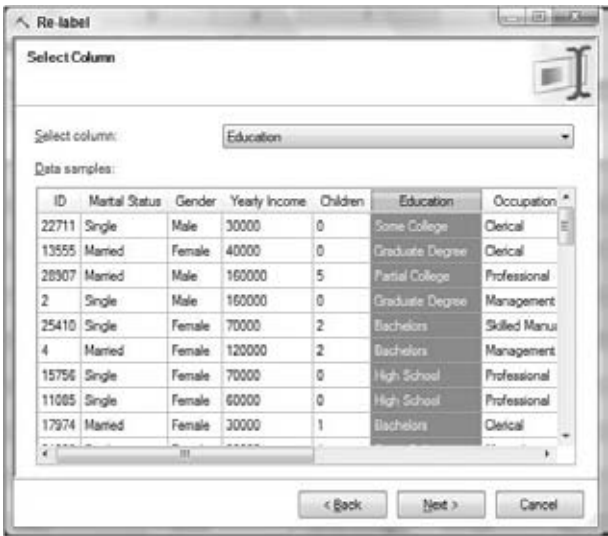 Re-label
Select Column
Select column: Education
Data samples:
ID Marital Status Gender Yearly Income Children Education Occupation
22711 Single Male 30000 0 Some College Clerical
13555 Married Female 40000 0 Graduate Degree Clerical
28907 Married Male 160000 5 Partial College Professional
2 Single Male 160000 0 Graduate Degree Management
25410 Single Female 70000 2 Bachelors Skilled Manu
4 Married Female 120000 2 Bachelors Management
15756 Single Female 70000 0 High School Professional
11085 Single Female 60000 0 High School Professional
17974 Married Female 30000 1 Bachelors Clerical
< Back Next > Cancel